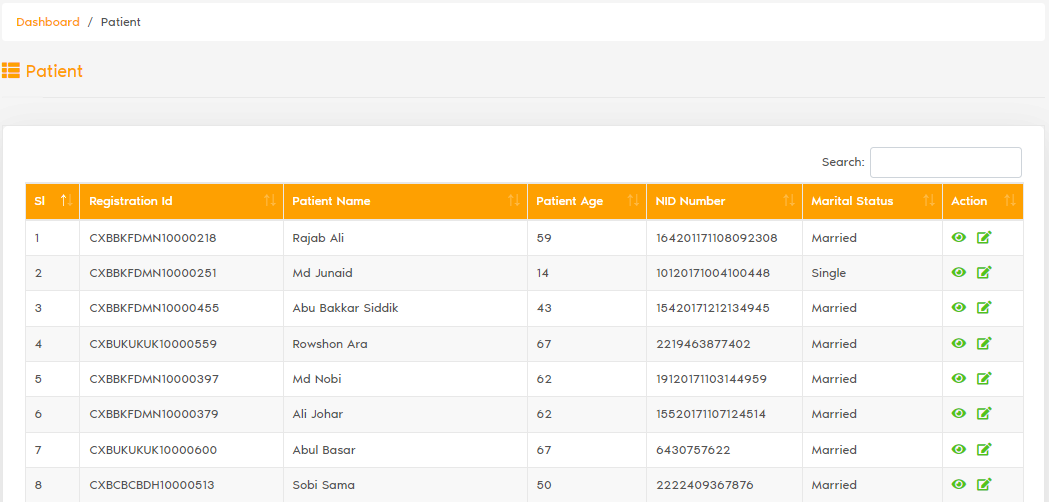 Dashboard / Patient
Patient
Search:
Sl Registration Id Patient Name Patient Age NID Number Marital Status Action
1 CXBBKFDMN10000218 Rajab Ali 59 164201171108092308 Married
2 CXBBKFDMN10000251 Md Junaid 14 10120171004100448 Single
3 CXBBKFDMN10000455 Abu Bakkar Siddik 43 15420171212134945 Married
4 CXBUKUKUK10000559 Rowshon Ara 67 2219463877402 Married
5 CXBBKFDMN10000397 Md Nobi 62 19120171103144959 Married
6 CXBBKFDMN10000379 Ali Johar 62 15520171107124514 Married
7 CXBUKUKUK10000600 Abul Basar 67 6430757622 Married
8 CXBCBCBDH10000513 Sobi Sama 50 2222409367876 Married